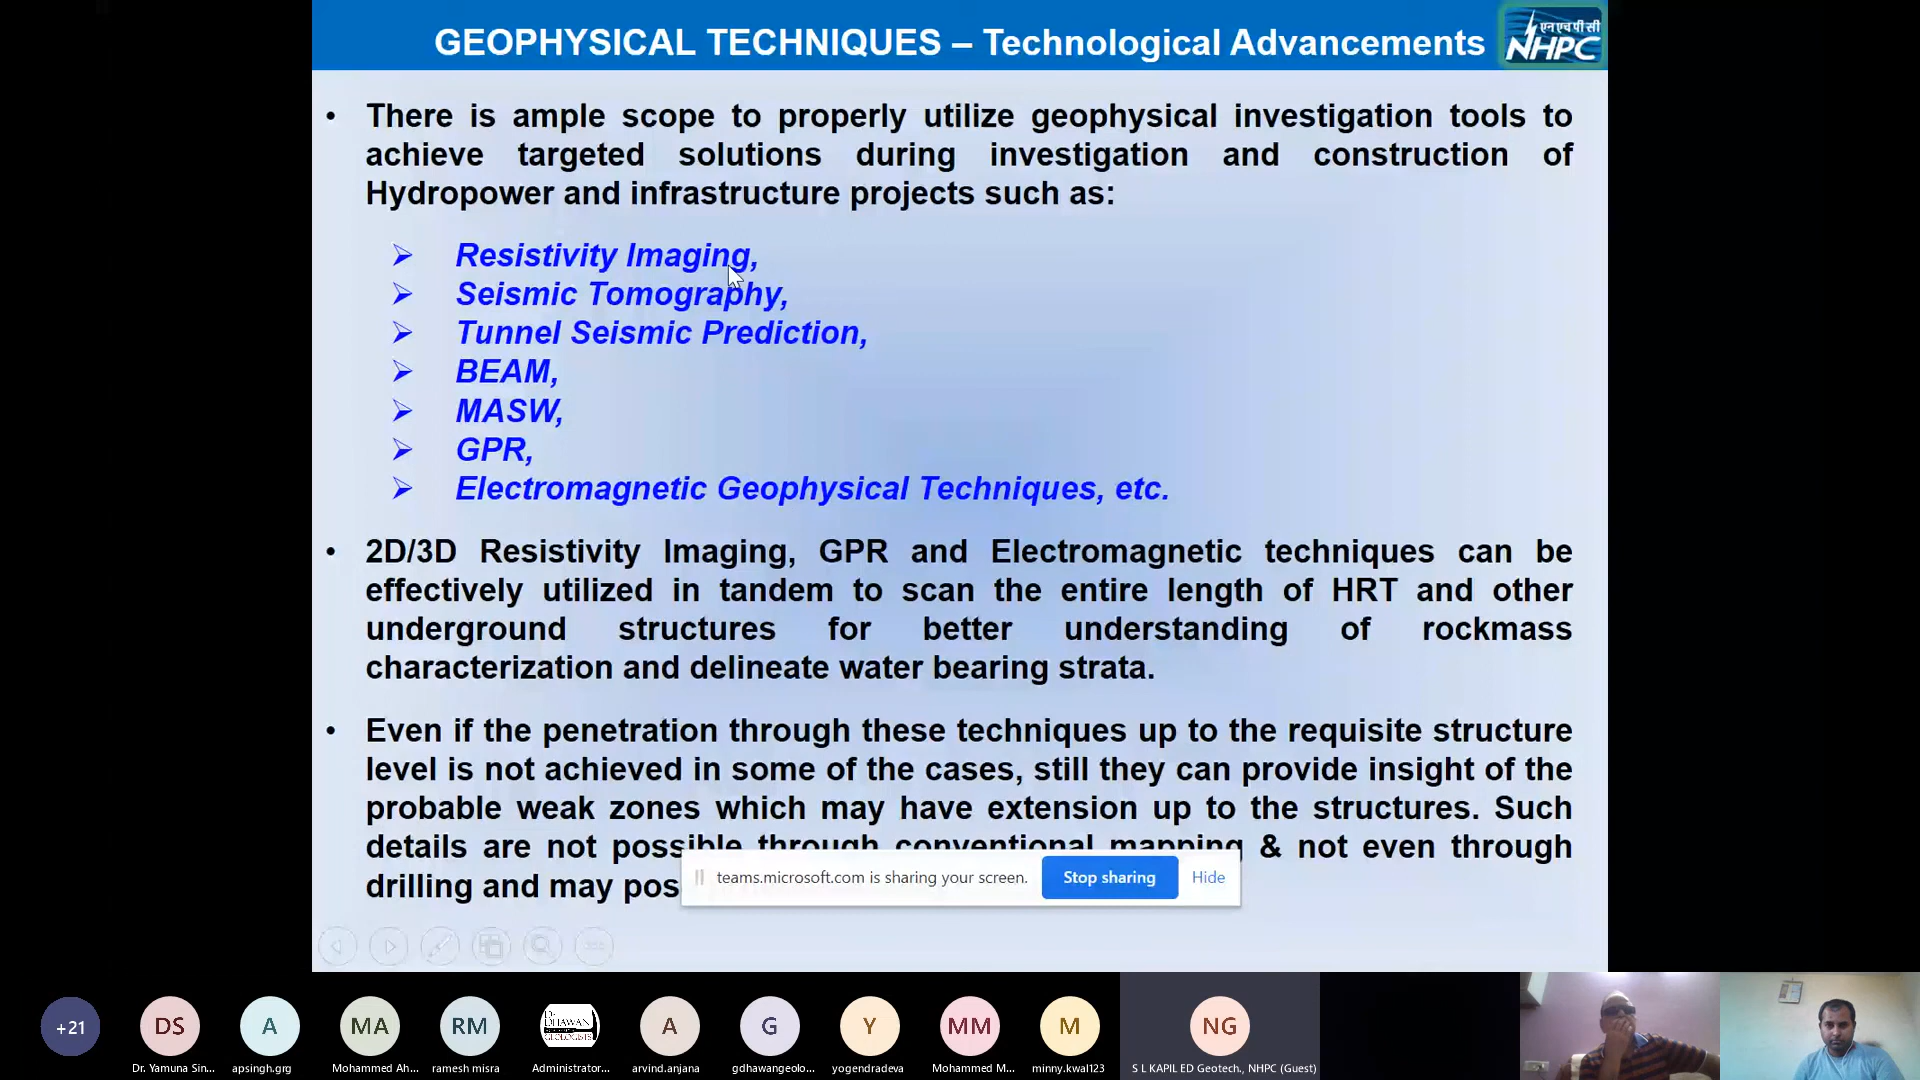 GEOPHYSICAL TECHNIQUES – Technological Advancements
एनएचपीसी
NHPC
• There is ample scope to properly utilize geophysical investigation tools to
achieve targeted solutions during investigation and construction of
Hydropower and infrastructure projects such as:
➢ Resistivity Imaging,
➢ Seismic Tomography,
➢ Tunnel Seismic Prediction,
➢ BEAM,
➢ MASW,
➢ GPR,
➢ Electromagnetic Geophysical Techniques, etc.
• 2D/3D Resistivity Imaging, GPR and Electromagnetic techniques can be
effectively utilized in tandem to scan the entire length of HRT and other
underground structures for better understanding of rockmass
characterization and delineate water bearing strata.
• Even if the penetration through these techniques up to the requisite structure
level is not achieved in some of the cases, still they can provide insight of the
probable weak zones which may have extension up to the structures. Such
details are not possible through conventional mapping & not even through
drilling and may pos
teams.microsoft.com is sharing your screen.
Stop sharing
Hide
+21
DS
A
MA
RM
DHAWAN
GEOLOGISTS
A
G
Y
MM
M
NG
Dr. Yamuna Sin...
apsingh.grg
Mohammed Ah...
ramesh misra
Administrator...
arvind.anjana
gdhawangeolo...
yogendradeva
Mohammed M...
minny.kwal123
S L KAPIL ED Geotech., NHPC (Guest)